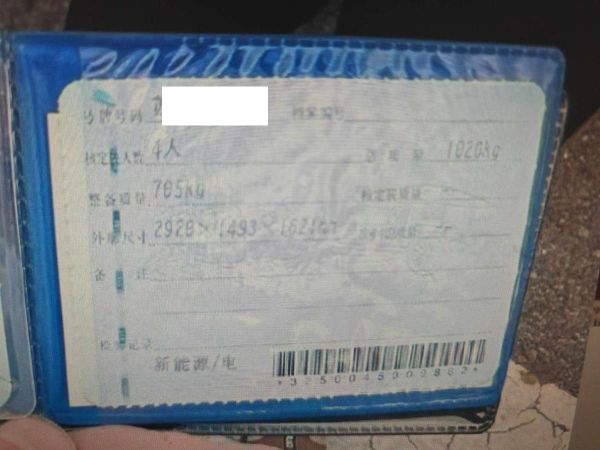 号牌号码 档案编号
核定载人数 4人 总质量 1020kg
整备质量 705kg 核定载质量
外廓尺寸 2920×1493×1621mm
备注
检验记录
新能源/电